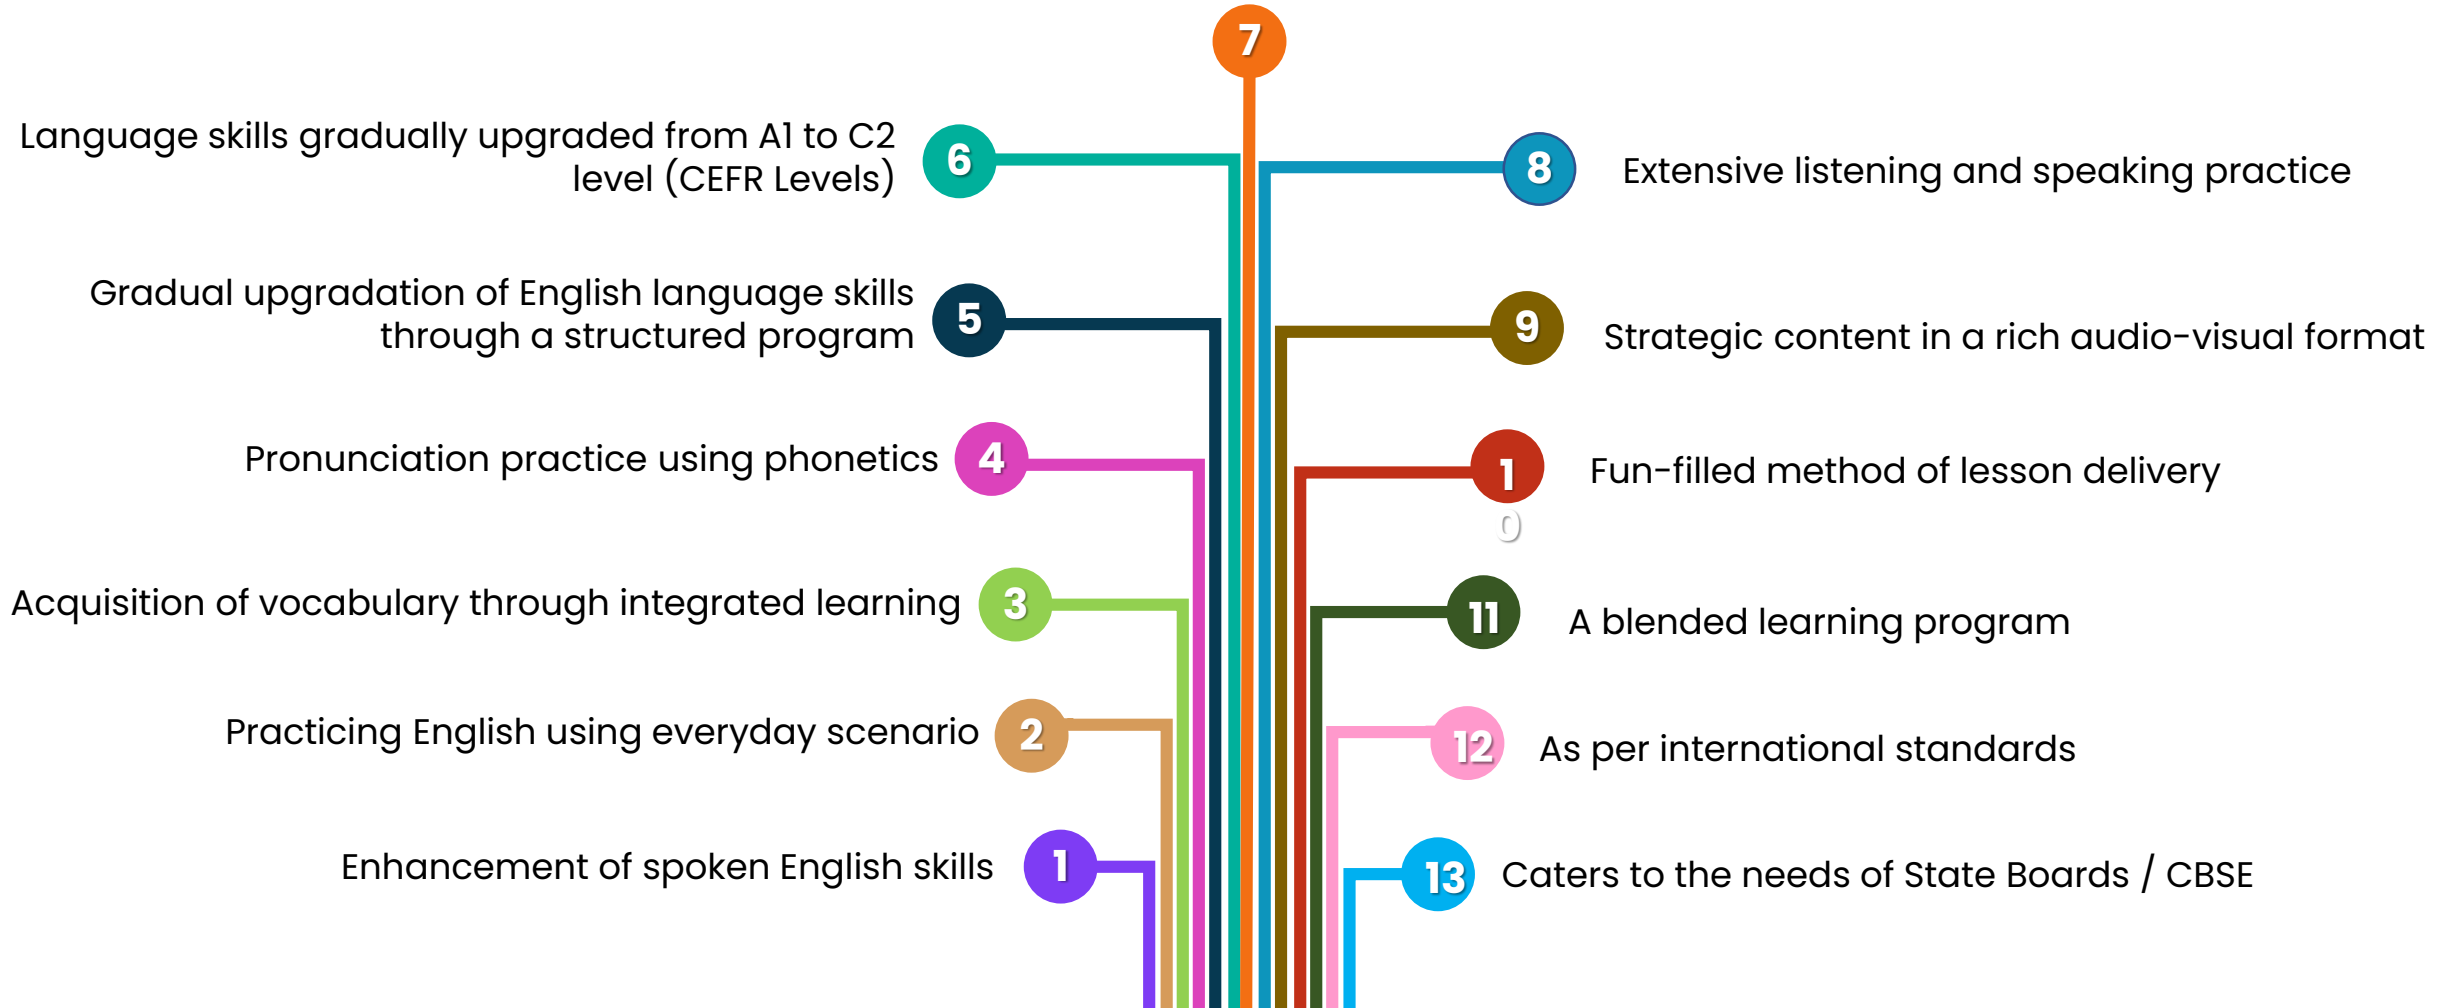 7
Language skills gradually upgraded from A1 to C2
level (CEFR Levels)
6
8
Extensive listening and speaking practice
Gradual upgradation of English language skills
through a structured program
5
9
Strategic content in a rich audio-visual format
Pronunciation practice using phonetics
4
1
0
Fun-filled method of lesson delivery
Acquisition of vocabulary through integrated learning
3
11
A blended learning program
Practicing English using everyday scenario
2
12
As per international standards
Enhancement of spoken English skills
1
13
Caters to the needs of State Boards / CBSE